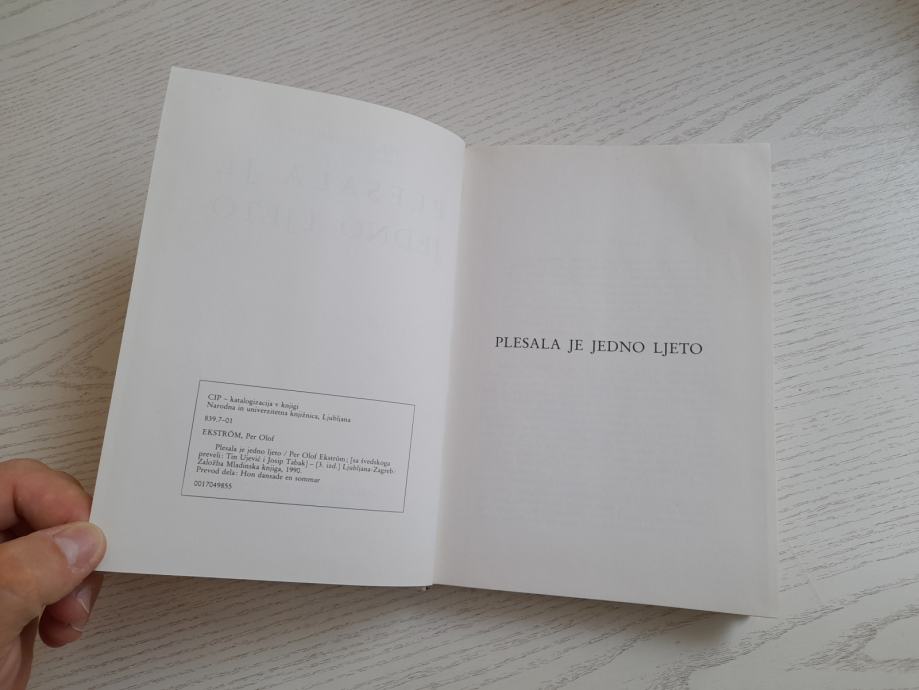 CIP – katalogizacija v knjigi
Narodna in univerzitetna knjižnica, Ljubljana
839.7–01
EKSTRÖM, Per Olof
Plesala je jedno ljeto / Per Olof Ekström; [sa švedskoga
preveli: Tin Ujević i Josip Tabak] – [3. izd.] Ljubljana-Zagreb:
Založba Mladinska knjiga, 1990.
Prevod dela: Hon dansade en sommar
0017049855
PLESALA JE JEDNO LJETO